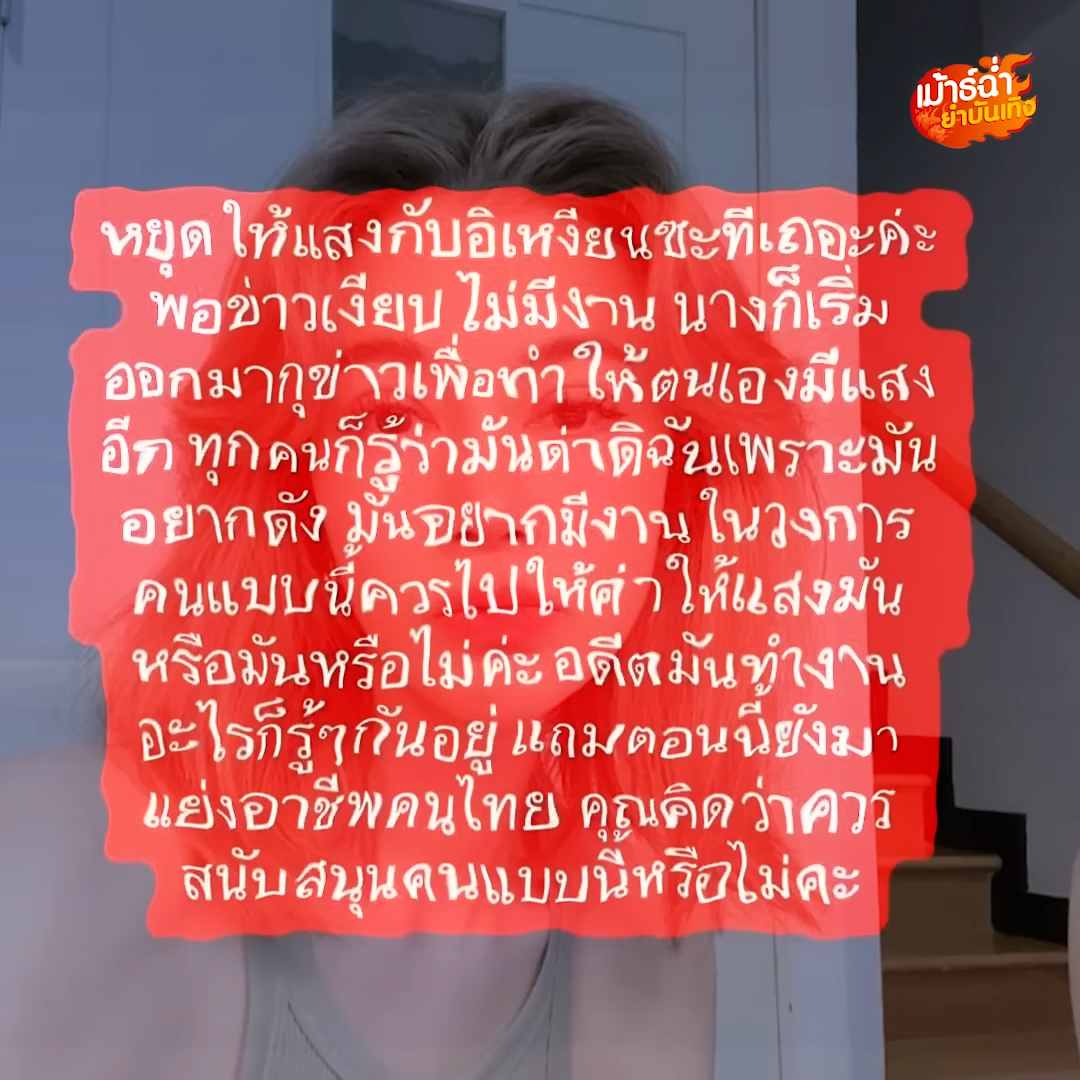 เม้าธ์ฉ่ำ
ยำบันเทิง
หยุดให้แสงกับอิเหงียนซะทีเถอะค่ะ
พอข่าวเงียบ ไม่มีงาน นางก็เริ่ม
ออกมากุข่าวเพื่อทำให้ตนเองมีแสง
อีก ทุกคนก็รู้ว่ามันด่าดิฉันเพราะมัน
อยากดัง มันอยากมีงาน ในวงการ
คนแบบนี้ควรไปให้ค่าให้แสงมัน
หรือมันหรือไม่ค่ะ อดีตมันทำงาน
อะไรก็รู้ๆกันอยู่ แถมตอนนี้ยังมา
แย่งอาชีพคนไทย คุณคิดว่าควร
สนับสนุนคนแบบนี้หรือไม่คะ